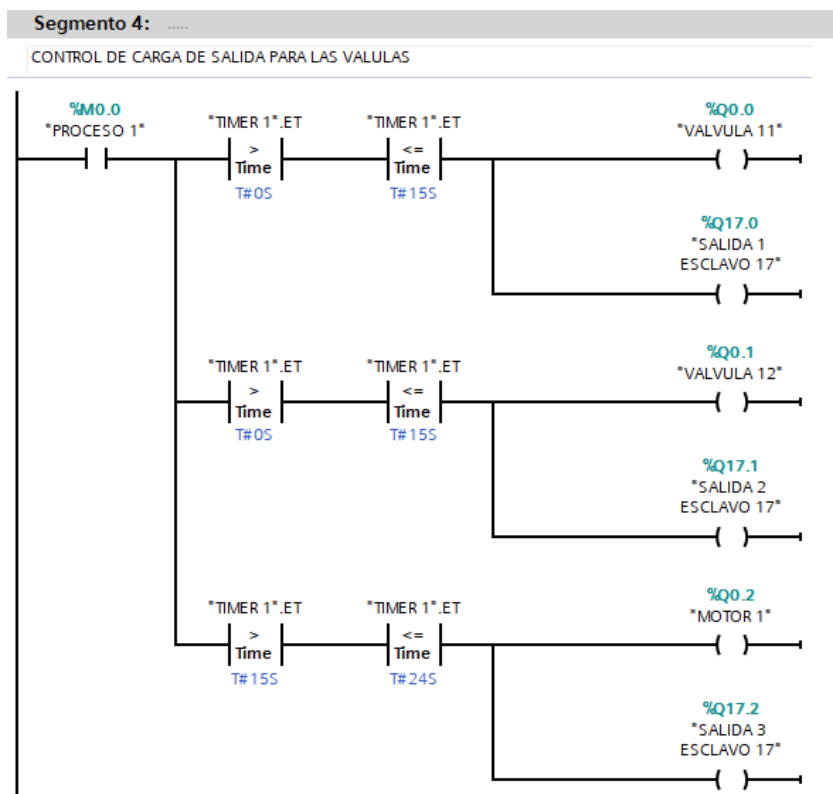 Segmento 4: .....
CONTROL DE CARGA DE SALIDA PARA LAS VALULAS
%M0.0
"PROCESO 1"
"TIMER 1".ET
>
Time
T#0S
"TIMER 1".ET
<=
Time
T#15S
%Q0.0
"VALVULA 11"
%Q17.0
"SALIDA 1
ESCLAVO 17"
"TIMER 1".ET
>
Time
T#0S
"TIMER 1".ET
<=
Time
T#15S
%Q0.1
"VALVULA 12"
%Q17.1
"SALIDA 2
ESCLAVO 17"
"TIMER 1".ET
>
Time
T#15S
"TIMER 1".ET
<=
Time
T#24S
%Q0.2
"MOTOR 1"
%Q17.2
"SALIDA 3
ESCLAVO 17"